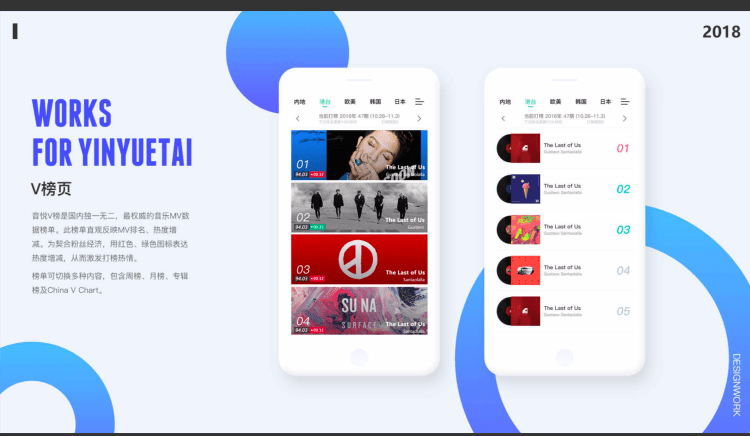 2018
WORKS
FOR YINYUETAI
V榜页
音悦V榜是国内独一无二、最权威的音乐MV数
据榜单。此榜单直观反映MV排名、热度增
减。为契合粉丝经济，用红色、绿色图标表达
热度增减，从而激发打榜热情。
榜单可切换多种内容，包含周榜、月榜、专辑
榜及China V Chart。
内地 港台 欧美 韩国 日本
当前打榜 2018年 47期 (10.28–11.2)
01
94.03 +00.32
The Last of Us
Gustavo Santaolalla
02
94.03
The Last of Us
Gustavo Santaolalla
03
94.03 +00.32
The Last of Us
Santaolalla
SU NA
SURFACE
04
94.03 +00.32
The Last of Us
Santaolalla
内地 港台 欧美 韩国 日本
当前打榜 2018年 47期 (10.28–11.2)
The Last of Us
Gustavo Santaolalla
01
The Last of Us
Gustavo Santaolalla
02
The Last of Us
Gustavo Santaolalla
03
The Last of Us
Gustavo Santaolalla
04
The Last of Us
Gustavo Santaolalla
05
DESIGNWORK